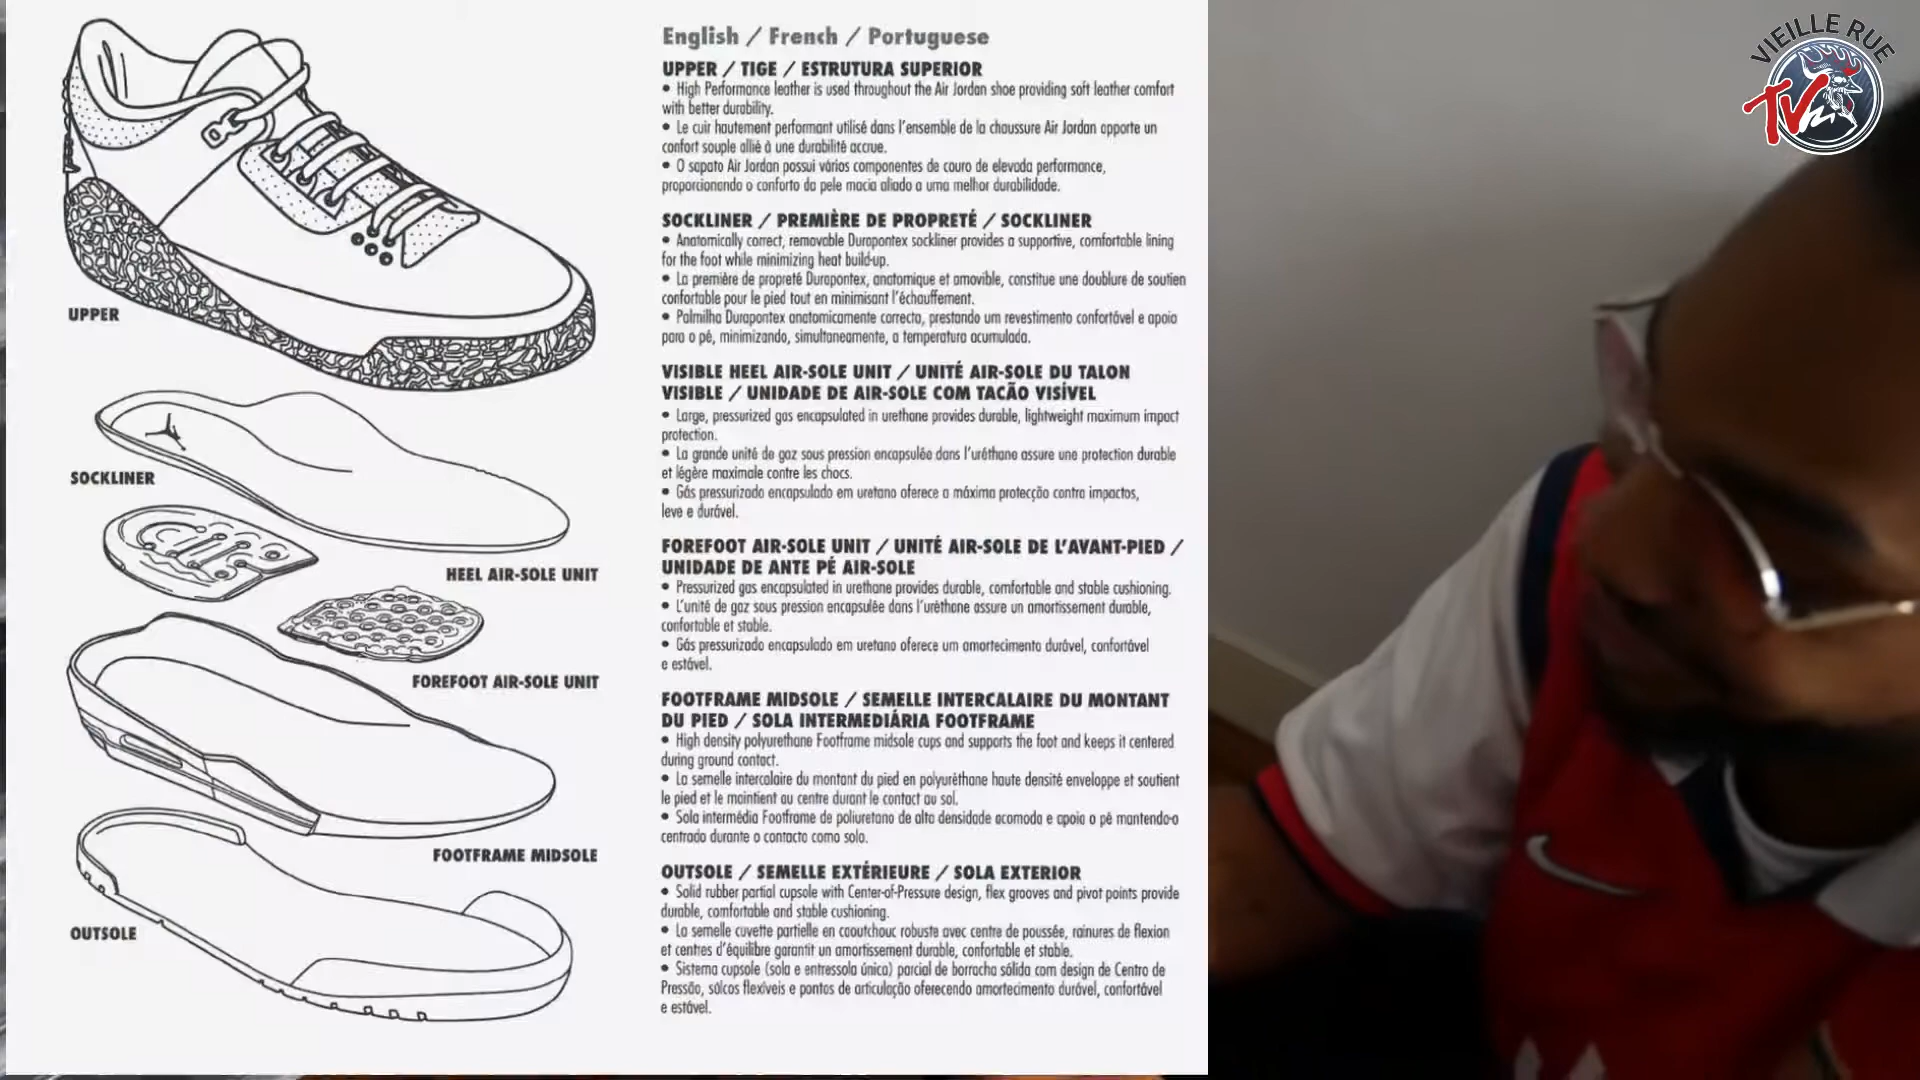 English / French / Portuguese
UPPER / TIGE / ESTRUTURA SUPERIOR
• High Performance leather is used throughout the Air Jordan shoe providing soft leather comfort
with better durability.
• Le cuir hautement performant utilisé dans l'ensemble de la chaussure Air Jordan apporte un
confort souple allié à une durabilité accrue.
• O sapato Air Jordan possui vários componentes de couro de elevada performance,
proporcionando o conforto da pele macia aliado a uma melhor durabilidade.
SOCKLINER / PREMIÈRE DE PROPRETÉ / SOCKLINER
• Anatomically correct, removable Durapontex sockliner provides a supportive, comfortable lining
for the foot while minimizing heat build-up.
• La première de propreté Durapontex, anatomique et amovible, constitue une doublure de soutien
confortable pour le pied tout en minimisant l'échauffement.
• Palmilha Durapontex anatomicamente correcta, prestando um revestimento confortável e apoio
para o pé, minimizando, simultaneamente, a temperatura acumulada.
VISIBLE HEEL AIR-SOLE UNIT / UNITÉ AIR-SOLE DU TALON
VISIBLE / UNIDADE DE AIR-SOLE COM TACÃO VISÍVEL
• Large, pressurized gas encapsulated in urethane provides durable, lightweight maximum impact
protection.
• La grande unité de gaz sous pression encapsulée dans l'uréthane assure une protection durable
et légère maximale contre les chocs.
• Gás pressurizado encapsulado em uretano oferece a máxima protecção contra impactos,
leve e durável.
FOREFOOT AIR-SOLE UNIT / UNITÉ AIR-SOLE DE L'AVANT-PIED /
UNIDADE DE ANTE PÉ AIR-SOLE
• Pressurized gas encapsulated in urethane provides durable, comfortable and stable cushioning.
• L'unité de gaz sous pression encapsulée dans l'uréthane assure un amortissement durable,
confortable et stable.
• Gás pressurizado encapsulado em uretano oferece um amortecimento durável, confortável
e estável.
FOOTFRAME MIDSOLE / SEMELLE INTERCALAIRE DU MONTANT
DU PIED / SOLA INTERMEDIÁRIA FOOTFRAME
• High density polyurethane Footframe midsole cups and supports the foot and keeps it centered
during ground contact.
• La semelle intercalaire du montant du pied en polyuréthane haute densité enveloppe et soutient
le pied et le maintient au centre durant le contact au sol.
• Sola intermédia Footframe de poliuretano de alta densidade acomoda e apoia o pé mantendo-o
centrado durante o contacto como solo.
OUTSOLE / SEMELLE EXTÉRIEURE / SOLA EXTERIOR
• Solid rubber partial cupsole with Center-of-Pressure design, flex grooves and pivot points provide
durable, comfortable and stable cushioning.
• La semelle cuvette partielle en caoutchouc robuste avec centre de poussée, rainures de flexion
et centres d'équilibre garantit un amortissement durable, confortable et stable.
• Sistema cupsole (sola e entressola única) parcial de borracha sólida com design de Centro de
Pressão, sólcos flexíveis e pontos de articulação oferecendo amortecimento durável, confortável
e estável.
UPPER
SOCKLINER
HEEL AIR-SOLE UNIT
FOREFOOT AIR-SOLE UNIT
FOOTFRAME MIDSOLE
OUTSOLE
VIEILLE RUE
TV